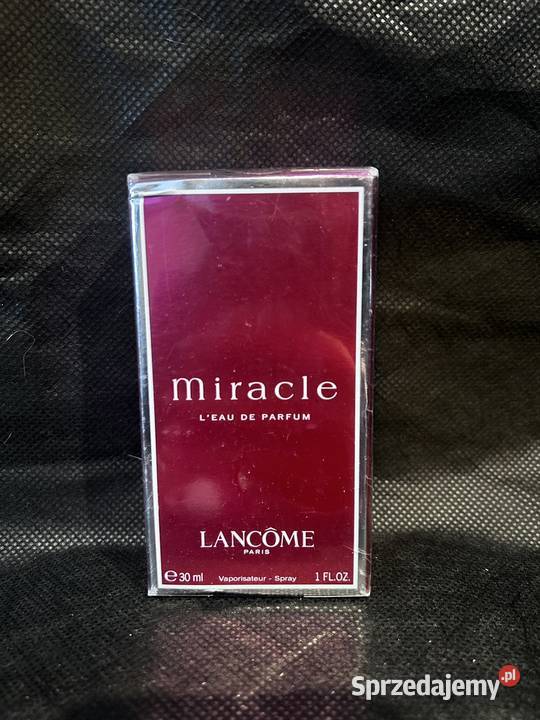 miracle
L'EAU DE PARFUM
LANCÔME
PARIS
℮ 30 ml Vaporisateur - Spray 1 FL.OZ.
Sprzedajemy.pl